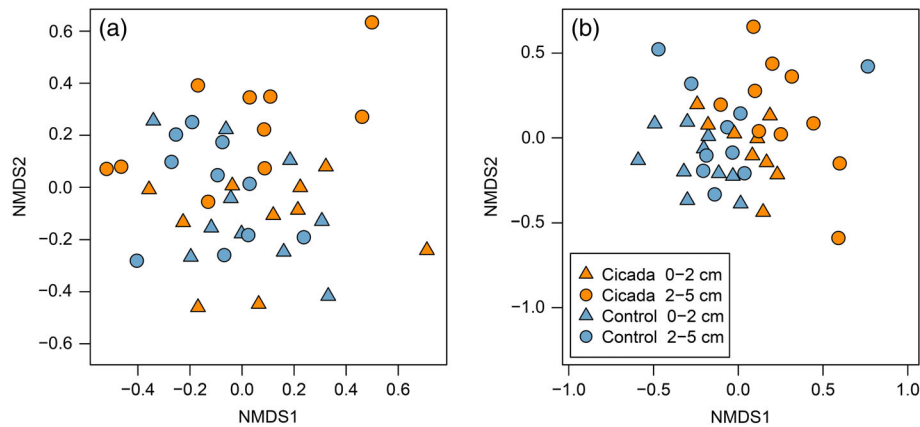 (a)
0.6
0.4
0.2
0.0
−0.2
−0.4
−0.6
NMDS2
−0.4 −0.2 0.0 0.2 0.4 0.6
NMDS1
(b)
0.5
0.0
−0.5
−1.0
NMDS2
Cicada 0−2 cm
Cicada 2−5 cm
Control 0−2 cm
Control 2−5 cm
−1.0 −0.5 0.0 0.5 1.0
NMDS1